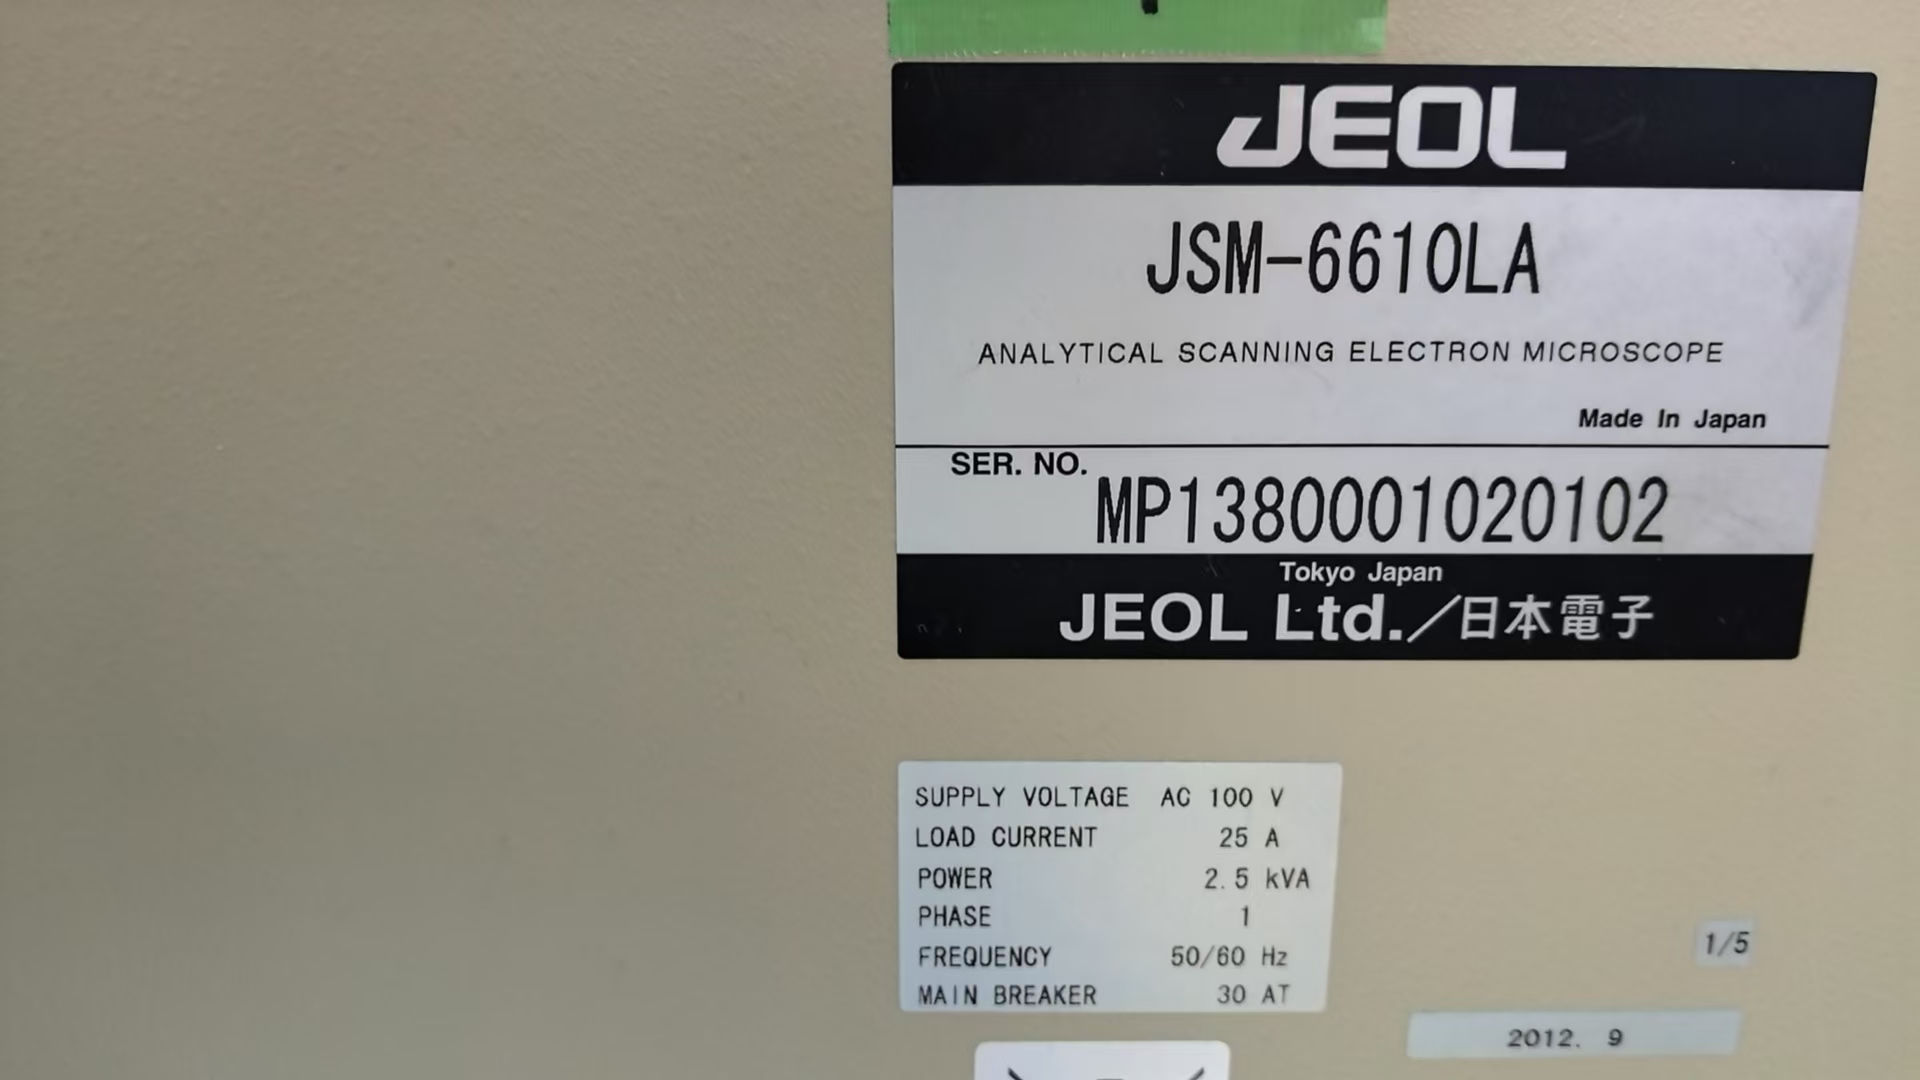 JEOL
JSM-6610LA
ANALYTICAL SCANNING ELECTRON MICROSCOPE
Made In Japan
SER. NO.
MP1380001020102
Tokyo Japan
JEOL Ltd./日本電子
SUPPLY VOLTAGE AC 100 V
LOAD CURRENT 25 A
POWER 2.5 kVA
PHASE 1
FREQUENCY 50/60 Hz
MAIN BREAKER 30 AT
1/5
2012. 9